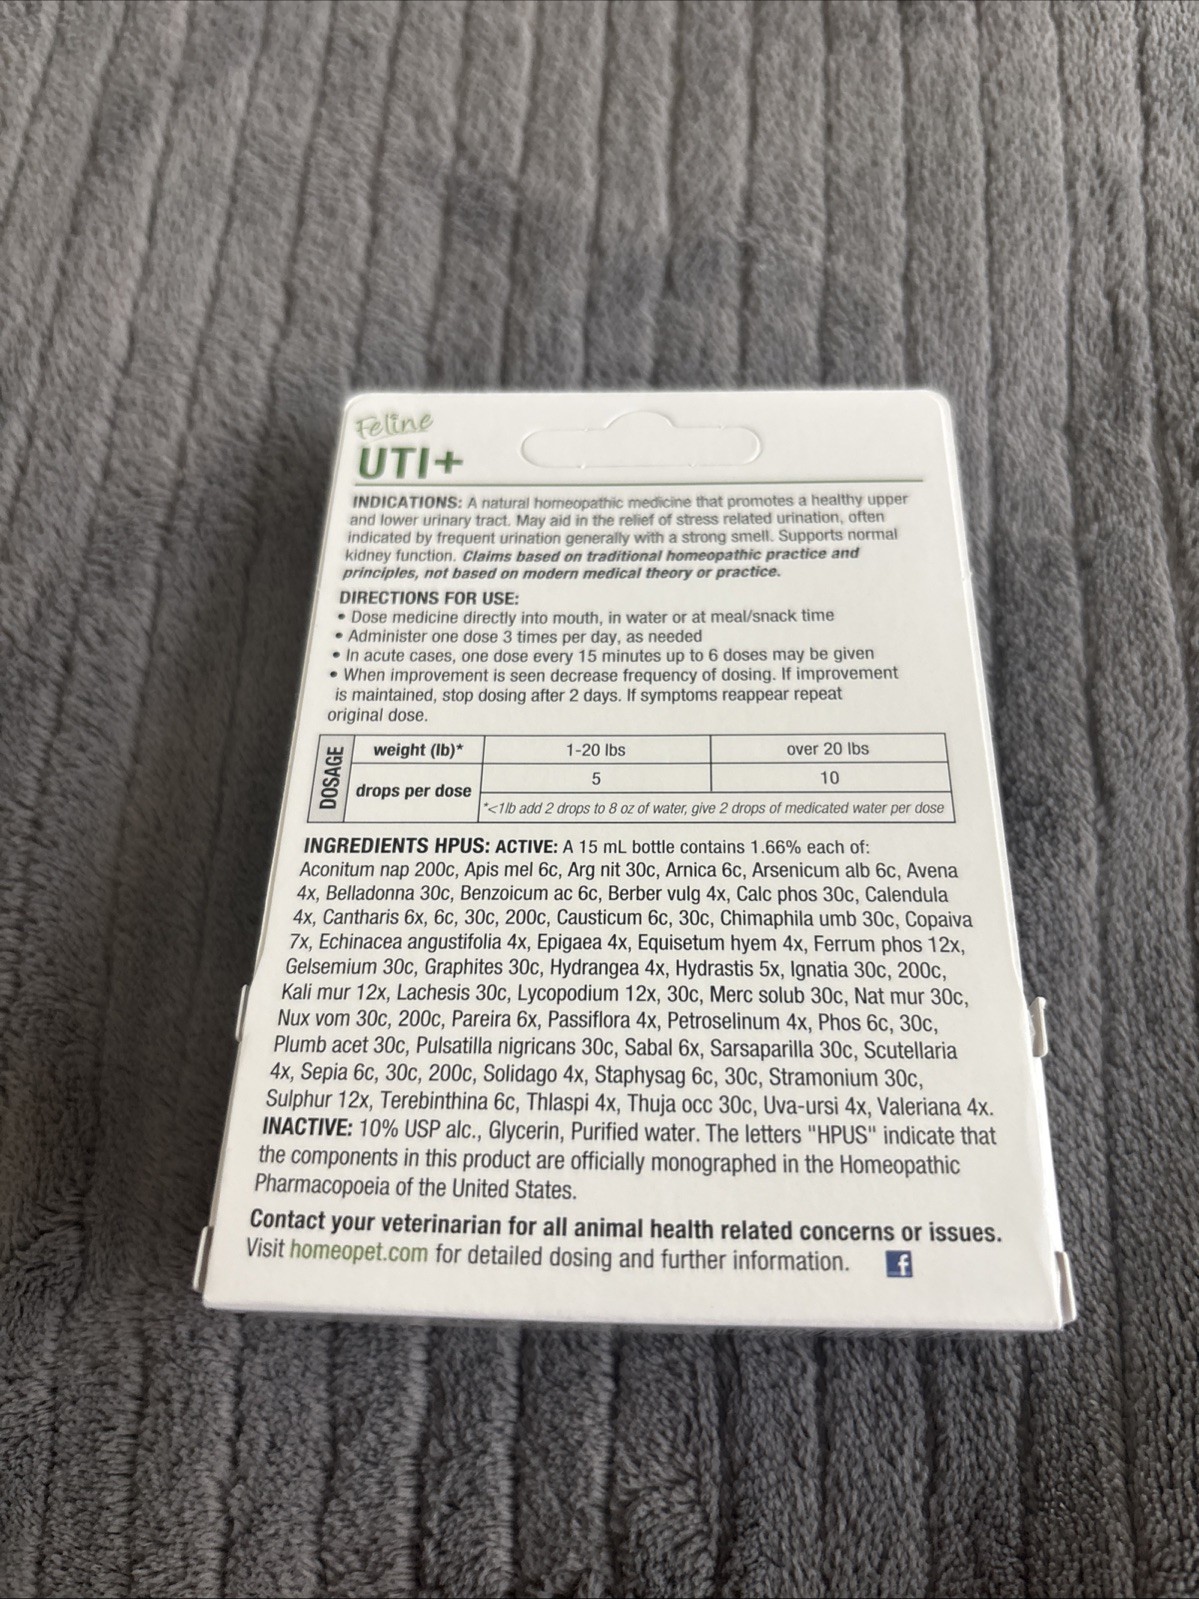 Feline
UTI+
INDICATIONS: A natural homeopathic medicine that promotes a healthy upper
and lower urinary tract. May aid in the relief of stress related urination, often
indicated by frequent urination generally with a strong smell. Supports normal
kidney function. Claims based on traditional homeopathic practice and
principles, not based on modern medical theory or practice.
DIRECTIONS FOR USE:
• Dose medicine directly into mouth, in water or at meal/snack time
• Administer one dose 3 times per day, as needed
• In acute cases, one dose every 15 minutes up to 6 doses may be given
• When improvement is seen decrease frequency of dosing. If improvement
is maintained, stop dosing after 2 days. If symptoms reappear repeat
original dose.
DOSAGE
weight (lb)* 1-20 lbs over 20 lbs
drops per dose 5 10
*<1lb add 2 drops to 8 oz of water, give 2 drops of medicated water per dose
INGREDIENTS HPUS: ACTIVE: A 15 mL bottle contains 1.66% each of:
Aconitum nap 200c, Apis mel 6c, Arg nit 30c, Arnica 6c, Arsenicum alb 6c, Avena
4x, Belladonna 30c, Benzoicum ac 6c, Berber vulg 4x, Calc phos 30c, Calendula
4x, Cantharis 6x, 6c, 30c, 200c, Causticum 6c, 30c, Chimaphila umb 30c, Copaiva
7x, Echinacea angustifolia 4x, Epigaea 4x, Equisetum hyem 4x, Ferrum phos 12x,
Gelsemium 30c, Graphites 30c, Hydrangea 4x, Hydrastis 5x, Ignatia 30c, 200c,
Kali mur 12x, Lachesis 30c, Lycopodium 12x, 30c, Merc solub 30c, Nat mur 30c,
Nux vom 30c, 200c, Pareira 6x, Passiflora 4x, Petroselinum 4x, Phos 6c, 30c,
Plumb acet 30c, Pulsatilla nigricans 30c, Sabal 6x, Sarsaparilla 30c, Scutellaria
4x, Sepia 6c, 30c, 200c, Solidago 4x, Staphysag 6c, 30c, Stramonium 30c,
Sulphur 12x, Terebinthina 6c, Thlaspi 4x, Thuja occ 30c, Uva-ursi 4x, Valeriana 4x.
INACTIVE: 10% USP alc., Glycerin, Purified water. The letters "HPUS" indicate that
the components in this product are officially monographed in the Homeopathic
Pharmacopoeia of the United States.
Contact your veterinarian for all animal health related concerns or issues.
Visit homeopet.com for detailed dosing and further information. f